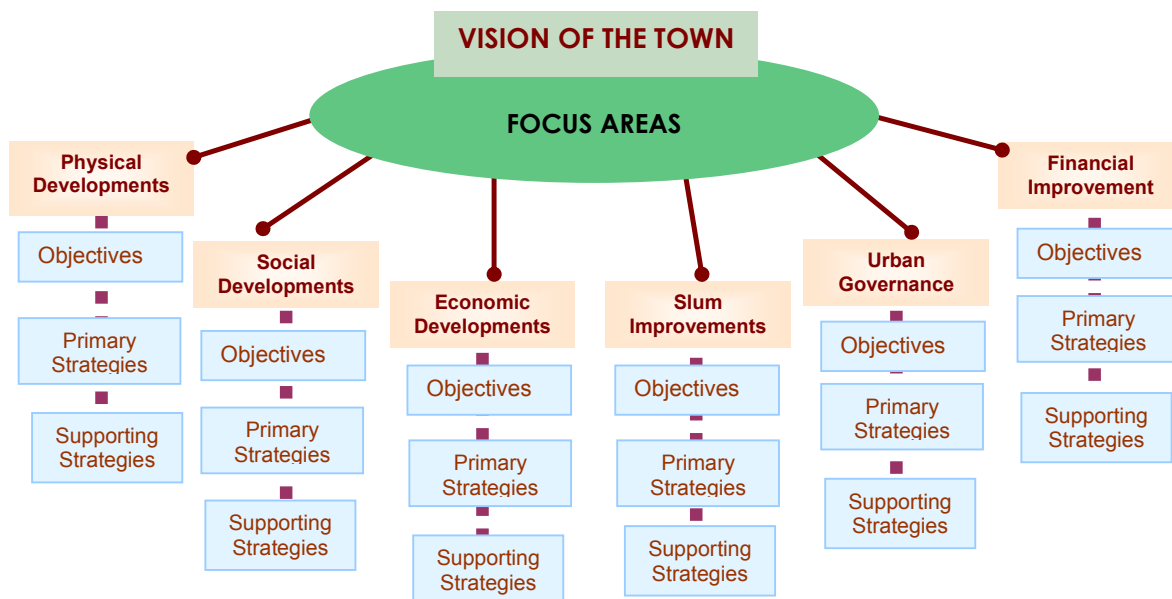 VISION OF THE TOWN
FOCUS AREAS
Physical
Developments
Objectives
Primary
Strategies
Supporting
Strategies
Social
Developments
Objectives
Primary
Strategies
Supporting
Strategies
Economic
Developments
Objectives
Primary
Strategies
Supporting
Strategies
Slum
Improvements
Objectives
Primary
Strategies
Supporting
Strategies
Urban
Governance
Objectives
Primary
Strategies
Supporting
Strategies
Financial
Improvement
Objectives
Primary
Strategies
Supporting
Strategies